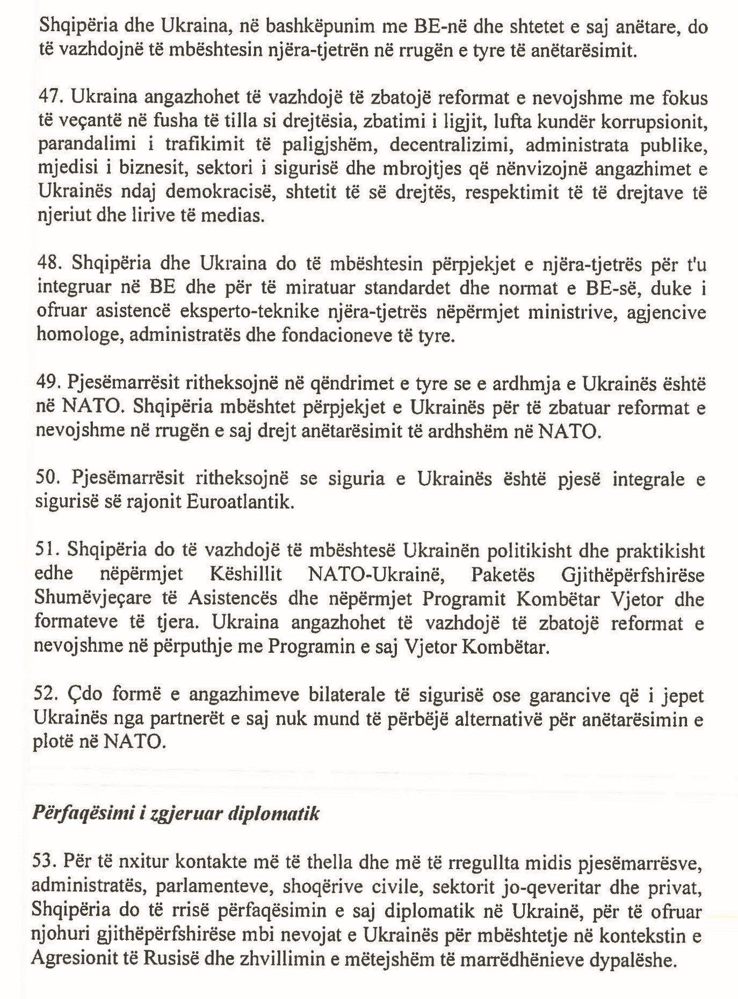 Shqipëria dhe Ukraina, në bashkëpunim me BE-në dhe shtetet e saj anëtare, do
të vazhdojnë të mbështesin njëra-tjetrën në rrugën e tyre të anëtarësimit.
47. Ukraina angazhohet të vazhdojë të zbatojë reformat e nevojshme me fokus
të veçantë në fusha të tilla si drejtësia, zbatimi i ligjit, lufta kundër korrupsionit,
parandalimi i trafikimit të paligjshëm, decentralizimi, administrata publike,
mjedisi i biznesit, sektori i sigurisë dhe mbrojtjes që nënvizojnë angazhimet e
Ukrainës ndaj demokracisë, shtetit të së drejtës, respektimit të të drejtave të
njeriut dhe lirive të medias.
48. Shqipëria dhe Ukraina do të mbështesin përpjekjet e njëra-tjetrës për t'u
integruar në BE dhe për të miratuar standardet dhe normat e BE-së, duke i
ofruar asistencë eksperto-teknike njëra-tjetrës nëpërmjet ministrive, agjencive
homologe, administratës dhe fondacioneve të tyre.
49. Pjesëmarrësit ritheksojnë në qëndrimet e tyre se e ardhmja e Ukrainës është
në NATO. Shqipëria mbështet përpjekjet e Ukrainës për të zbatuar reformat e
nevojshme në rrugën e saj drejt anëtarësimit të ardhshëm në NATO.
50. Pjesëmarrësit ritheksojnë se siguria e Ukrainës është pjesë integrale e
sigurisë së rajonit Euroatlantik.
51. Shqipëria do të vazhdojë të mbështesë Ukrainën politikisht dhe praktikisht
edhe nëpërmjet Këshillit NATO-Ukrainë, Paketës Gjithëpërfshirëse
Shumëvjeçare të Asistencës dhe nëpërmjet Programit Kombëtar Vjetor dhe
formateve të tjera. Ukraina angazhohet të vazhdojë të zbatojë reformat e
nevojshme në përputhje me Programin e saj Vjetor Kombëtar.
52. Çdo formë e angazhimeve bilaterale të sigurisë ose garancive që i jepet
Ukrainës nga partnerët e saj nuk mund të përbëjë alternativë për anëtarësimin e
plotë në NATO.
Përfaqësimi i zgjeruar diplomatik
53. Për të nxitur kontakte më të thella dhe më të rregullta midis pjesëmarrësve,
administratës, parlamenteve, shoqërive civile, sektorit jo-qeveritar dhe privat,
Shqipëria do të rrisë përfaqësimin e saj diplomatik në Ukrainë, për të ofruar
njohuri gjithëpërfshirëse mbi nevojat e Ukrainës për mbështetje në kontekstin e
Agresionit të Rusisë dhe zhvillimin e mëtejshëm të marrëdhënieve dypalëshe.